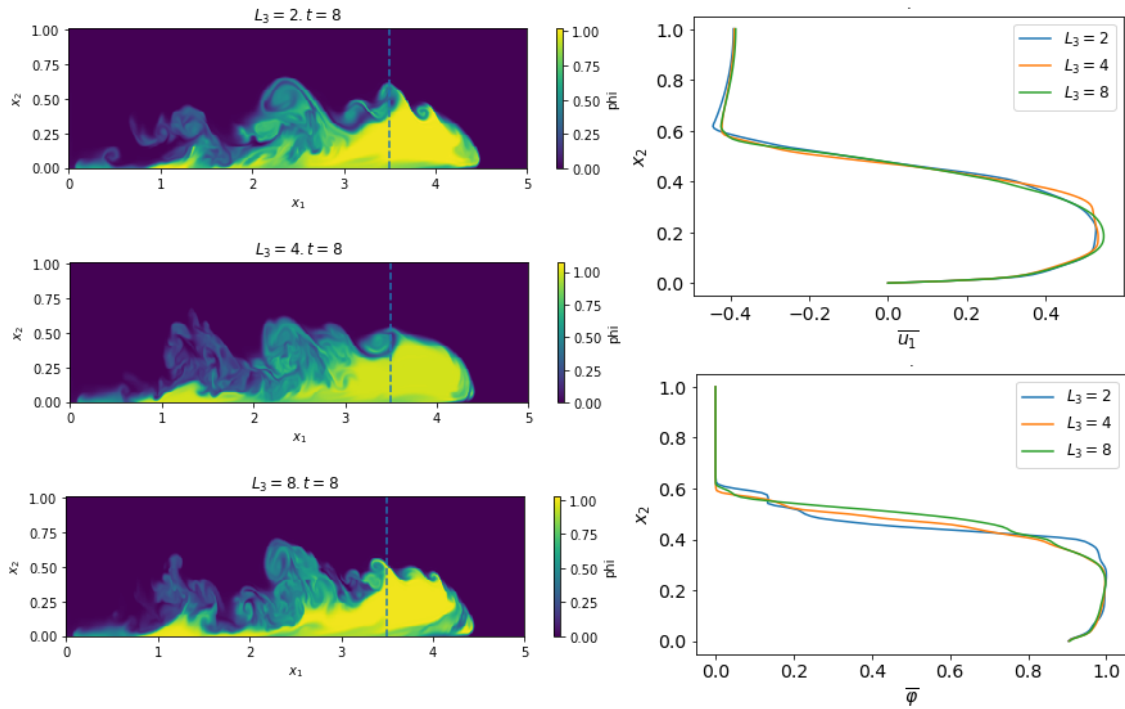 L₃ = 2. t = 8
1.00
0.75
0.50
0.25
0.00
x₂
0 1 2 3 4 5
x₁
1.00
0.75
0.50
0.25
0.00
phi
L₃ = 4. t = 8
1.00
0.75
0.50
0.25
0.00
x₂
0 1 2 3 4 5
x₁
1.00
0.75
0.50
0.25
0.00
phi
L₃ = 8. t = 8
1.00
0.75
0.50
0.25
0.00
x₂
0 1 2 3 4 5
x₁
1.00
0.75
0.50
0.25
0.00
phi
1.0
0.8
0.6
0.4
0.2
0.0
x₂
L₃ = 2
L₃ = 4
L₃ = 8
−0.4 −0.2 0.0 0.2 0.4
u̅₁
1.0
0.8
0.6
0.4
0.2
0.0
x₂
L₃ = 2
L₃ = 4
L₃ = 8
0.0 0.2 0.4 0.6 0.8 1.0
φ̅